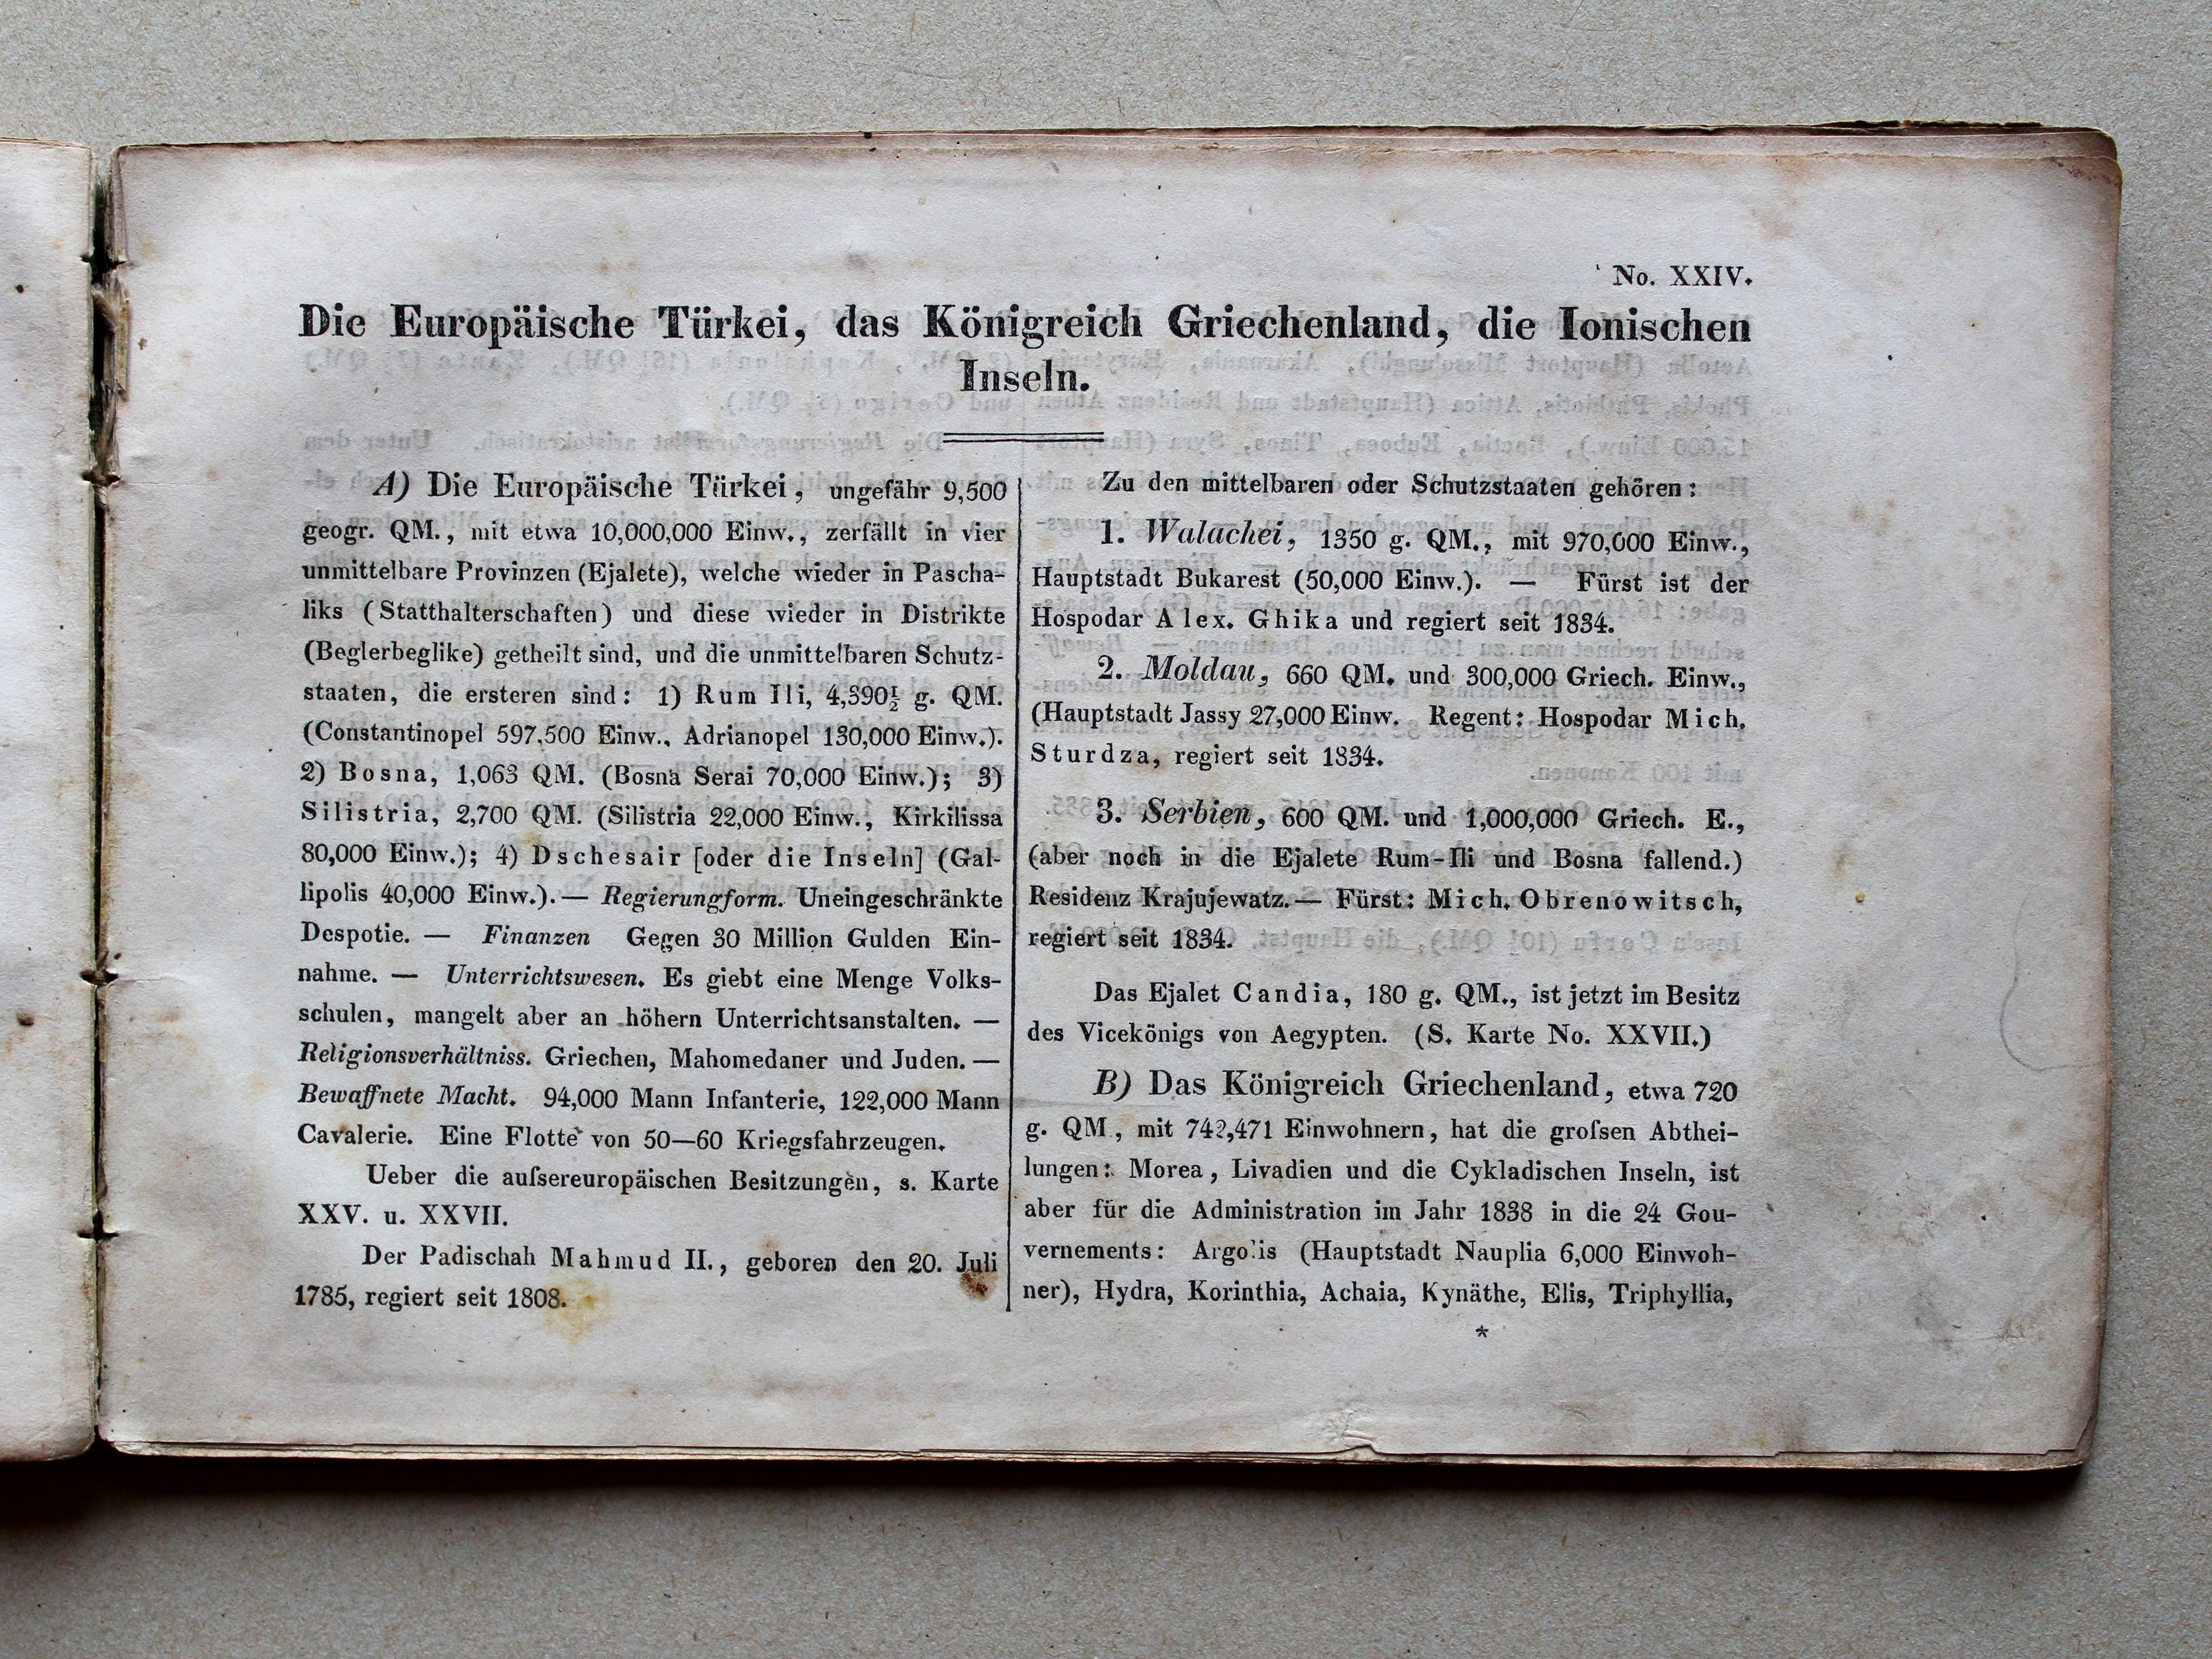 No. XXIV.
Die Europäische Türkei, das Königreich Griechenland, die Ionischen
Inseln.
A) Die Europäische Türkei, ungefähr 9,500
geogr. QM., mit etwa 10,000,000 Einw., zerfällt in vier
unmittelbare Provinzen (Ejalete), welche wieder in Pascha-
liks (Statthalterschaften) und diese wieder in Distrikte
(Beglerbeglike) getheilt sind, und die unmittelbaren Schutz-
staaten, die ersteren sind: 1) Rum Ili, 4,390½ g. QM.
(Constantinopel 597,500 Einw., Adrianopel 130,000 Einw.).
2) Bosna, 1,063 QM. (Bosna Serai 70,000 Einw.); 3)
Silistria, 2,700 QM. (Silistria 22,000 Einw., Kirkilissa
80,000 Einw.); 4) Dschesair [oder die Inseln] (Gal-
lipolis 40,000 Einw.). — Regierungform. Uneingeschränkte
Despotie. — Finanzen Gegen 30 Million Gulden Ein-
nahme. — Unterrichtswesen. Es giebt eine Menge Volks-
schulen, mangelt aber an höhern Unterrichtsanstalten. —
Religionsverhältniss. Griechen, Mahomedaner und Juden. —
Bewaffnete Macht. 94,000 Mann Infanterie, 122,000 Mann
Cavalerie. Eine Flotte von 50—60 Kriegsfahrzeugen.
Ueber die auſsereuropäischen Besitzungen, s. Karte
XXV. u. XXVII.
Der Padischah Mahmud II., geboren den 20. Juli
1785, regiert seit 1808.
Zu den mittelbaren oder Schutzstaaten gehören:
1. Walachei, 1350 g. QM., mit 970,000 Einw.,
Hauptstadt Bukarest (50,000 Einw.). — Fürst ist der
Hospodar Alex. Ghika und regiert seit 1834.
2. Moldau, 660 QM. und 300,000 Griech. Einw.,
(Hauptstadt Jassy 27,000 Einw. Regent: Hospodar Mich.
Sturdza, regiert seit 1834.
3. Serbien, 600 QM. und 1,000,000 Griech. E.,
(aber noch in die Ejalete Rum-Ili und Bosna fallend.)
Residenz Krajujewatz. — Fürst: Mich. Obrenowitsch,
regiert seit 1834.
Das Ejalet Candia, 180 g. QM., ist jetzt im Besitz
des Vicekönigs von Aegypten. (S. Karte No. XXVII.)
B) Das Königreich Griechenland, etwa 720
g. QM., mit 742,471 Einwohnern, hat die groſsen Abthei-
lungen: Morea, Livadien und die Cykladischen Inseln, ist
aber für die Administration im Jahr 1838 in die 24 Gou-
vernements: Argolis (Hauptstadt Nauplia 6,000 Einwoh-
ner), Hydra, Korinthia, Achaia, Kynäthe, Elis, Triphyllia,
*